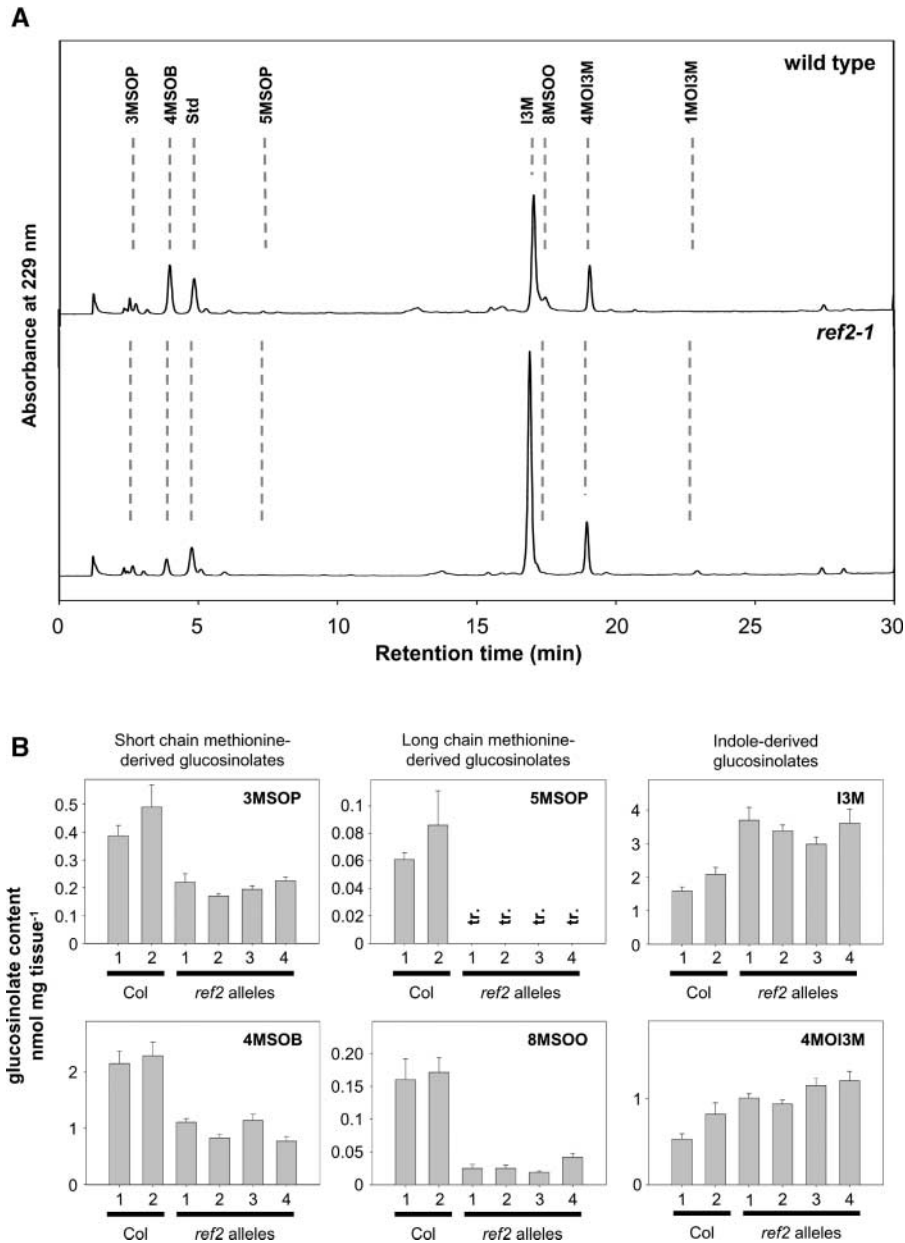 A
wild type
3MSOP
4MSOB
Std
5MSOP
I3M
8MSOO
4MOI3M
1MOI3M
Absorbance at 229 nm
ref2-1
0 5 10 15 20 25 30
Retention time (min)
B
Short chain methionine-
derived glucosinolates
Long chain methionine-
derived glucosinolates
Indole-derived
glucosinolates
glucosinolate content
nmol mg tissue⁻¹
3MSOP
0.5
0.4
0.3
0.2
0.1
0
1 2 1 2 3 4
Col ref2 alleles
5MSOP
0.1
0.08
0.06
0.04
0.02
0
tr. tr. tr. tr.
1 2 1 2 3 4
Col ref2 alleles
I3M
4
3
2
1
0
1 2 1 2 3 4
Col ref2 alleles
4MSOB
2
1
0
1 2 1 2 3 4
Col ref2 alleles
8MSOO
0.20
0.15
0.10
0.05
0
1 2 1 2 3 4
Col ref2 alleles
4MOI3M
1
0
1 2 1 2 3 4
Col ref2 alleles